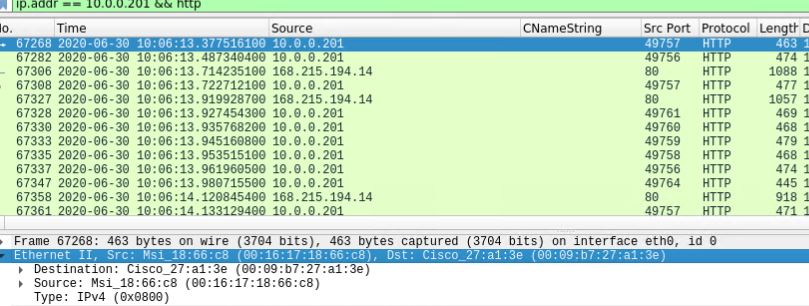 ip.addr == 10.0.0.201 && http
No. Time Source CNameString Src Port Protocol Length
67268 2020-06-30 10:06:13.377516100 10.0.0.201 49757 HTTP 463 1
67282 2020-06-30 10:06:13.487340400 10.0.0.201 49756 HTTP 474 1
67306 2020-06-30 10:06:13.714235100 168.215.194.14 80 HTTP 1088 1
67308 2020-06-30 10:06:13.722712100 10.0.0.201 49757 HTTP 477 1
67327 2020-06-30 10:06:13.919928700 168.215.194.14 80 HTTP 1057 1
67328 2020-06-30 10:06:13.927454300 10.0.0.201 49761 HTTP 469 1
67330 2020-06-30 10:06:13.935768200 10.0.0.201 49760 HTTP 468 1
67333 2020-06-30 10:06:13.945160800 10.0.0.201 49759 HTTP 479 1
67335 2020-06-30 10:06:13.953515100 10.0.0.201 49758 HTTP 468 1
67337 2020-06-30 10:06:13.961960500 10.0.0.201 49756 HTTP 474 1
67347 2020-06-30 10:06:13.980715500 10.0.0.201 49764 HTTP 445 1
67358 2020-06-30 10:06:14.120845400 168.215.194.14 80 HTTP 918 1
67361 2020-06-30 10:06:14.133129400 10.0.0.201 49757 HTTP 471 1
Frame 67268: 463 bytes on wire (3704 bits), 463 bytes captured (3704 bits) on interface eth0, id 0
Ethernet II, Src: Msi_18:66:c8 (00:16:17:18:66:c8), Dst: Cisco_27:a1:3e (00:09:b7:27:a1:3e)
Destination: Cisco_27:a1:3e (00:09:b7:27:a1:3e)
Source: Msi_18:66:c8 (00:16:17:18:66:c8)
Type: IPv4 (0x0800)